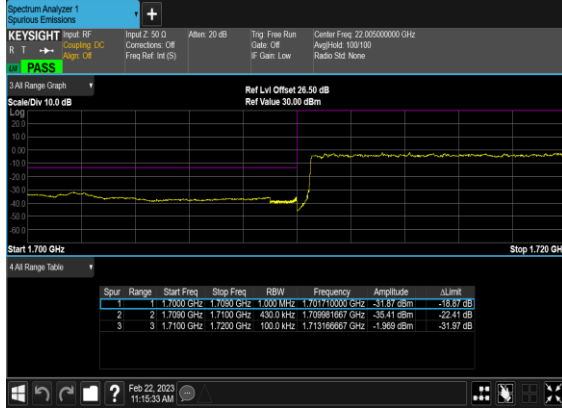 Spectrum Analyzer 1
Spurious Emissions
+
KEYSIGHT Input: RF Input Z: 50 Ω Atten: 20 dB Trig: Free Run Center Freq: 22.005000000 GHz
R T Coupling: DC Corrections: Off Gate: Off Avg|Hold: 100/100
Align: Off Freq Ref: Int (S) IF Gain: Low Radio Std: None
PASS
3 All Range Graph
Ref Lvl Offset 26.50 dB
Scale/Div 10.0 dB Ref Value 30.00 dBm
Log
20.0
10.0
0.00
-10.0
-20.0
-30.0
-40.0
-50.0
-60.0
Start 1.700 GHz Stop 1.720 GH
4 All Range Table
Spur Range Start Freq Stop Freq RBW Frequency Amplitude ΔLimit
1 1 1.7000 GHz 1.7090 GHz 1.000 MHz 1.701710000 GHz -31.87 dBm -18.87 dB
2 2 1.7090 GHz 1.7100 GHz 430.0 kHz 1.709981667 GHz -35.41 dBm -22.41 dB
3 3 1.7100 GHz 1.7200 GHz 100.0 kHz 1.713166667 GHz -1.969 dBm -31.97 dB
? Feb 22, 2023
11:15:33 AM